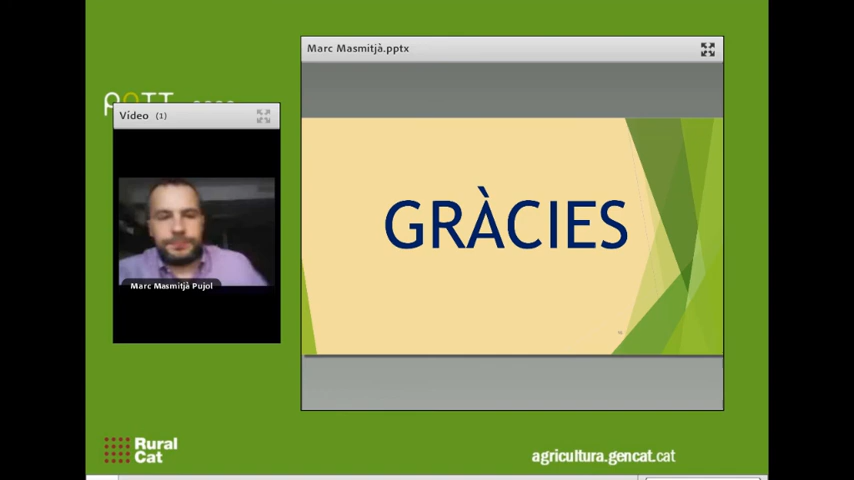 Marc Masmitjà.pptx
Vídeo (1)
GRÀCIES
Marc Masmitjà Pujol
Rural
Cat
agricultura.gencat.cat